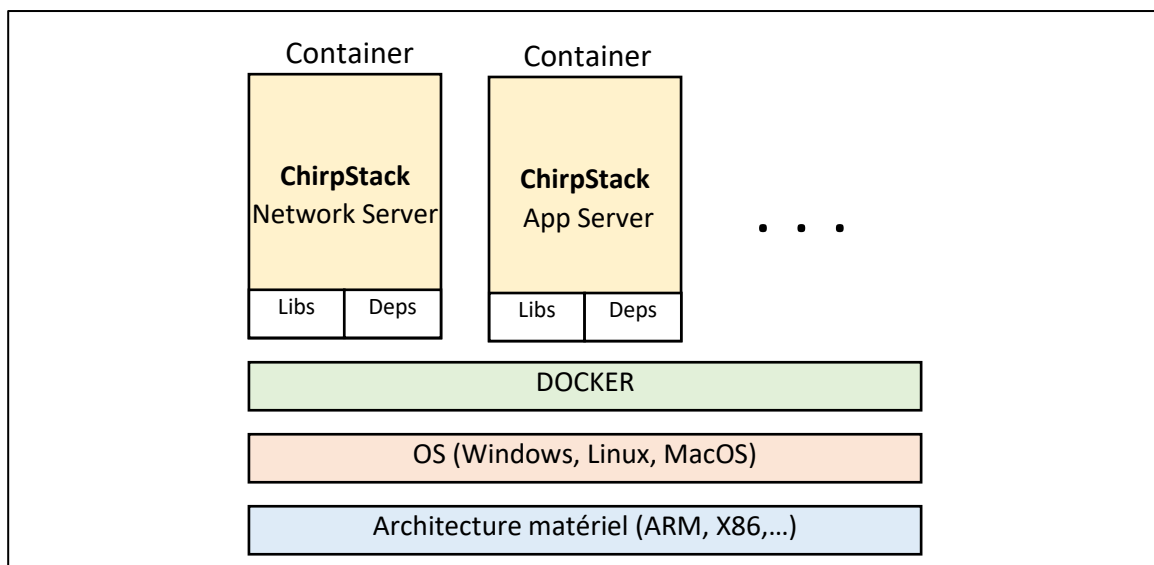 Container
Container
ChirpStack
Network Server
ChirpStack
App Server
. . .
Libs
Deps
Libs
Deps
DOCKER
OS (Windows, Linux, MacOS)
Architecture matériel (ARM, X86,…)